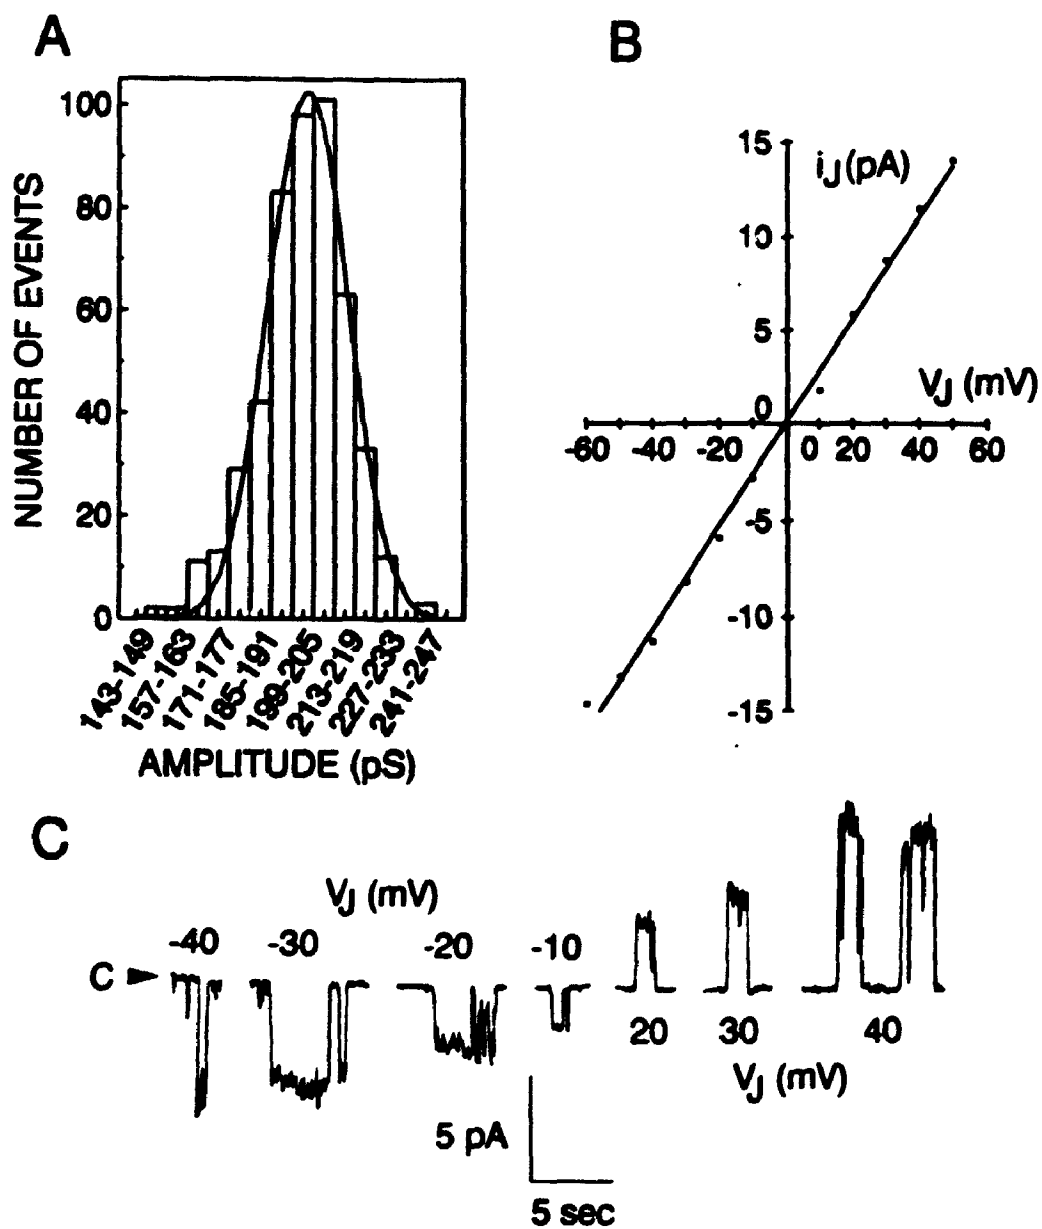 A
NUMBER OF EVENTS
100
80
60
40
20
0
143-149
157-163
171-177
185-191
199-205
213-219
227-233
241-247
AMPLITUDE (pS)
B
iJ (pA)
15
10
5
0
-5
-10
-15
VJ (mV)
-60 -40 -20 0 20 40 60
C
VJ (mV)
-40 -30 -20 -10
C
20 30 40
VJ (mV)
5 pA
5 sec